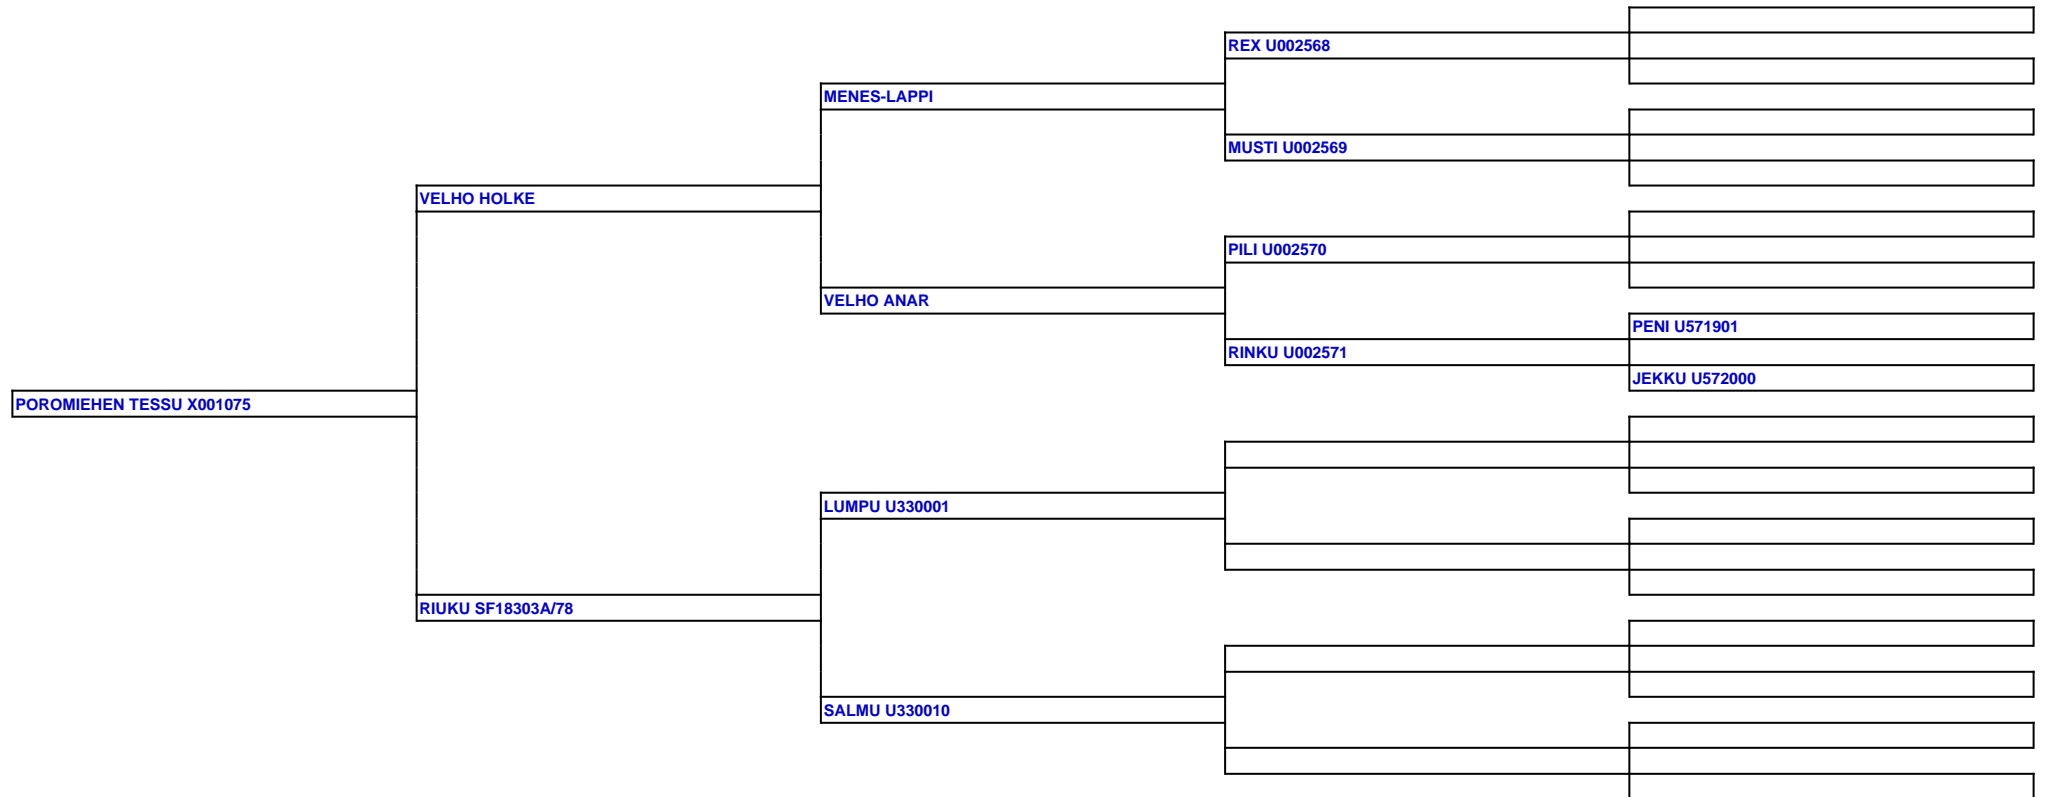 REX U002568
MENES-LAPPI
MUSTI U002569
VELHO HOLKE
PILI U002570
VELHO ANAR
PENI U571901
RINKU U002571
JEKKU U572000
POROMIEHEN TESSU X001075
LUMPU U330001
RIUKU SF18303A/78
SALMU U330010